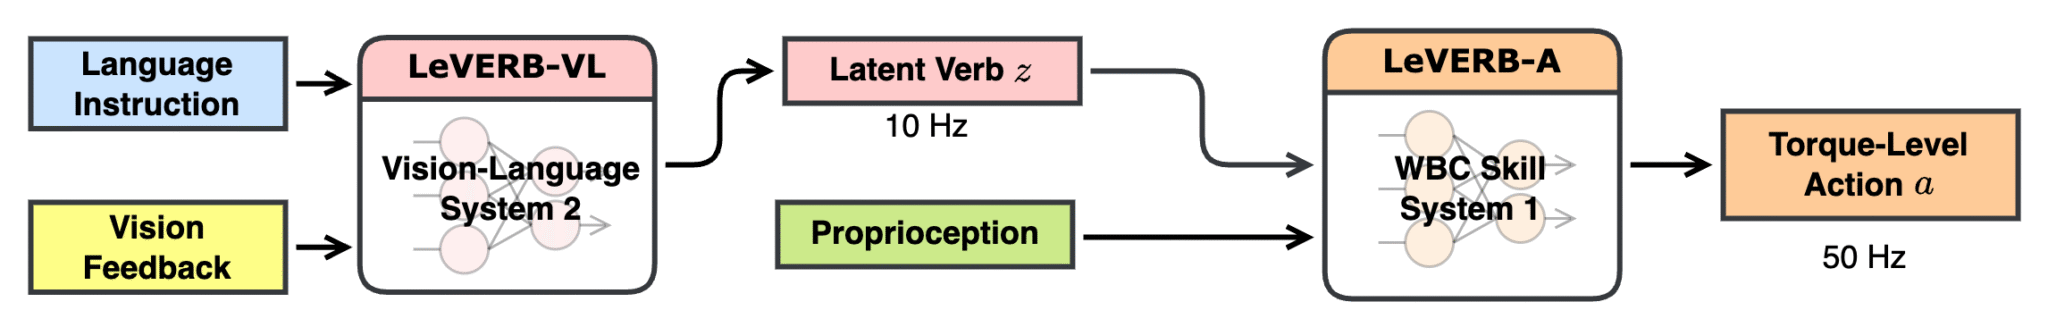 Language
Instruction
Vision
Feedback
LeVERB-VL
Vision-Language
System 2
Latent Verb z
10 Hz
Proprioception
LeVERB-A
WBC Skill
System 1
Torque-Level
Action a
50 Hz